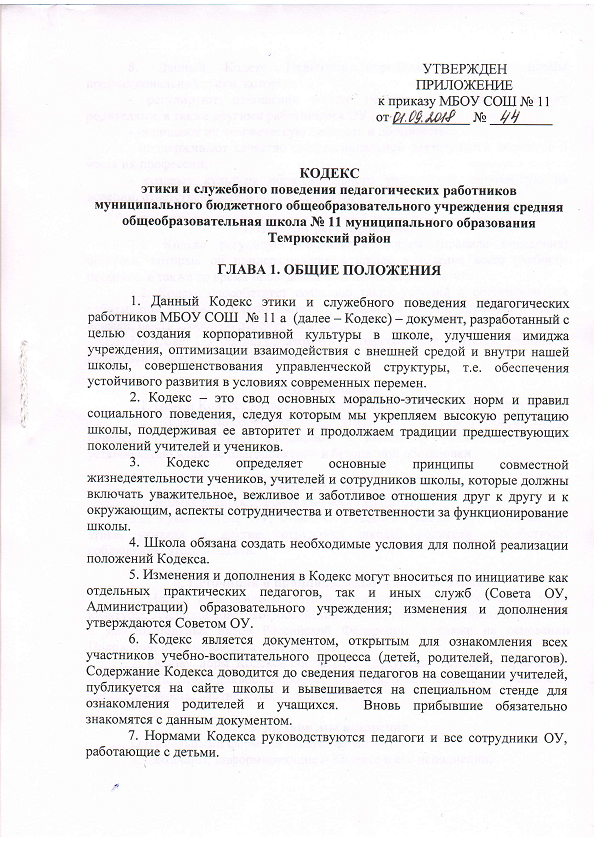 УТВЕРЖДЕН
ПРИЛОЖЕНИЕ
к приказу МБОУ СОШ № 11
от 01.09.2018 № 44
КОДЕКС
этики и служебного поведения педагогических работников
муниципального бюджетного общеобразовательного учреждения средняя
общеобразовательная школа № 11 муниципального образования
Темрюкский район
ГЛАВА 1. ОБЩИЕ ПОЛОЖЕНИЯ
1. Данный Кодекс этики и служебного поведения педагогических
работников МБОУ СОШ № 11 а (далее – Кодекс) – документ, разработанный с
целью создания корпоративной культуры в школе, улучшения имиджа
учреждения, оптимизации взаимодействия с внешней средой и внутри нашей
школы, совершенствования управленческой структуры, т.е. обеспечения
устойчивого развития в условиях современных перемен.
2. Кодекс – это свод основных морально-этических норм и правил
социального поведения, следуя которым мы укрепляем высокую репутацию
школы, поддерживая ее авторитет и продолжаем традиции предшествующих
поколений учителей и учеников.
3. Кодекс определяет основные принципы совместной
жизнедеятельности учеников, учителей и сотрудников школы, которые должны
включать уважительное, вежливое и заботливое отношения друг к другу и к
окружающим, аспекты сотрудничества и ответственности за функционирование
школы.
4. Школа обязана создать необходимые условия для полной реализации
положений Кодекса.
5. Изменения и дополнения в Кодекс могут вноситься по инициативе как
отдельных практических педагогов, так и иных служб (Совета ОУ,
Администрации) образовательного учреждения; изменения и дополнения
утверждаются Советом ОУ.
6. Кодекс является документом, открытым для ознакомления всех
участников учебно-воспитательного процесса (детей, родителей, педагогов).
Содержание Кодекса доводится до сведения педагогов на совещании учителей,
публикуется на сайте школы и вывешивается на специальном стенде для
ознакомления родителей и учащихся. Вновь прибывшие обязательно
знакомятся с данным документом.
7. Нормами Кодекса руководствуются педагоги и все сотрудники ОУ,
работающие с детьми.